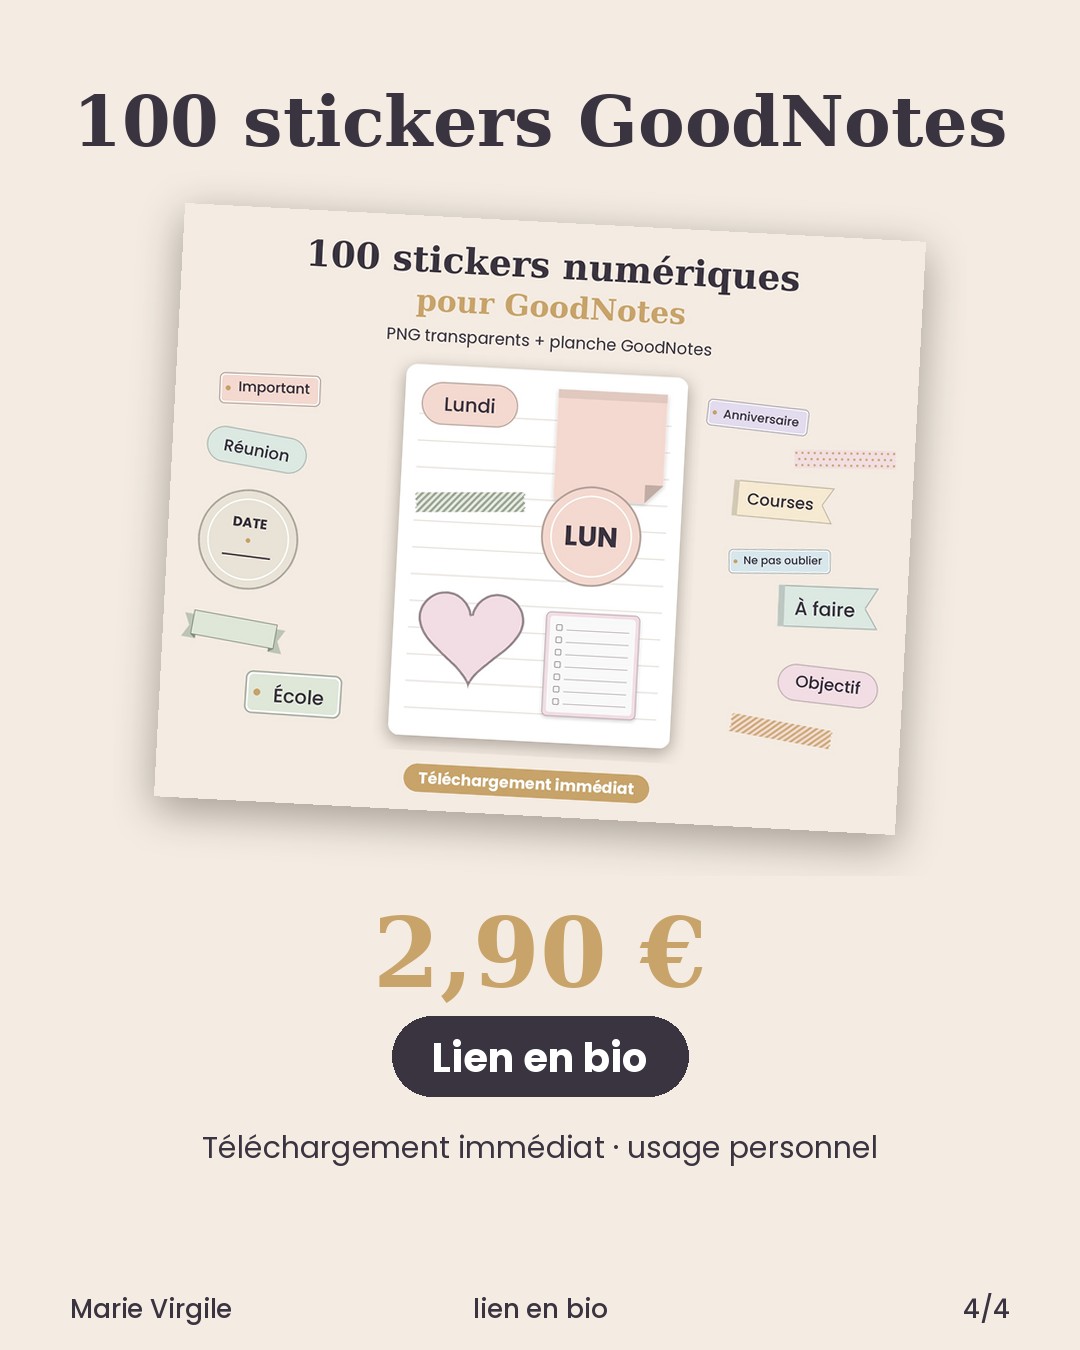 100 stickers GoodNotes
100 stickers numériques
pour GoodNotes
PNG transparents + planche GoodNotes
Important
Réunion
DATE
École
Lundi
LUN
Anniversaire
Courses
Ne pas oublier
À faire
Objectif
Téléchargement immédiat
2,90 €
Lien en bio
Téléchargement immédiat · usage personnel
Marie Virgile
lien en bio
4/4